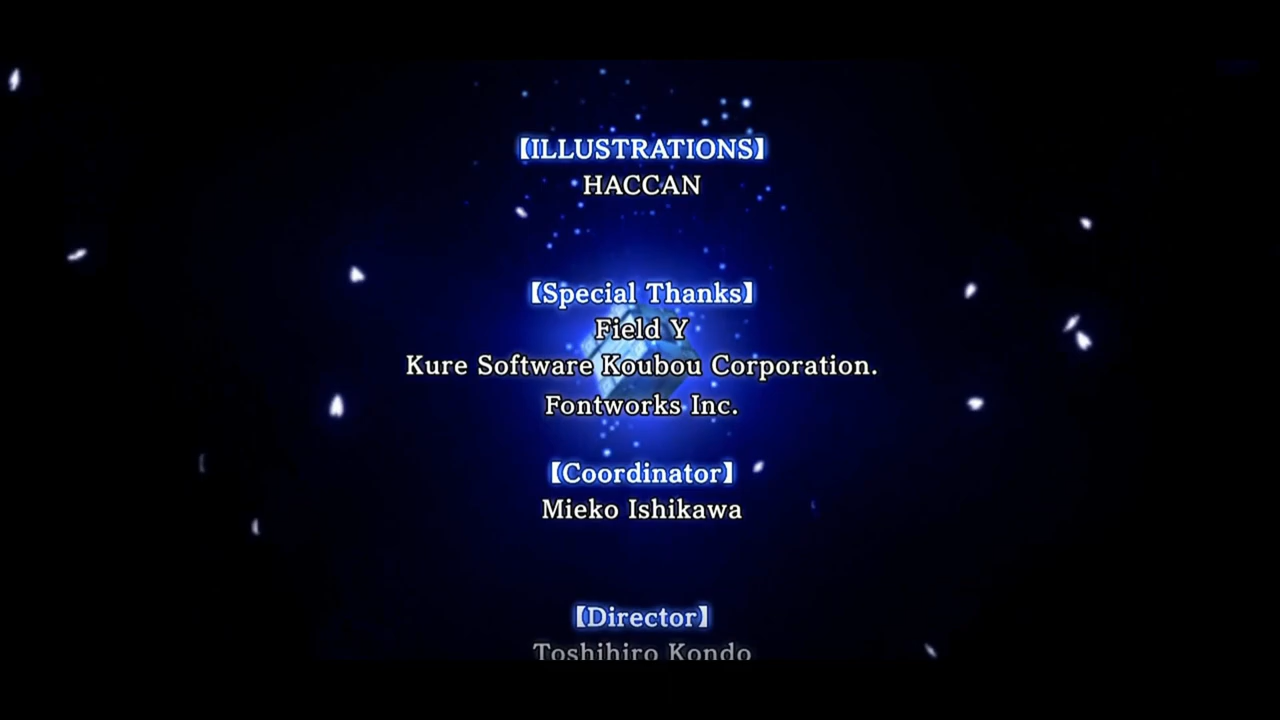 【ILLUSTRATIONS】
HACCAN
【Special Thanks】
Field Y
Kure Software Koubou Corporation.
Fontworks Inc.
【Coordinator】
Mieko Ishikawa
【Director】
Toshihiro Kondo